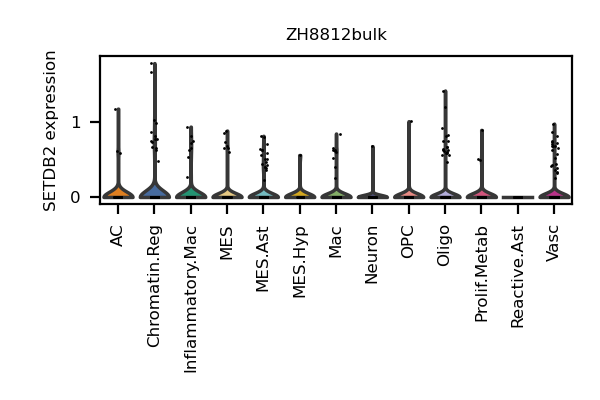 ZH8812bulk
SETDB2 expression
1
0
AC
Chromatin.Reg
Inflammatory.Mac
MES
MES.Ast
MES.Hyp
Mac
Neuron
OPC
Oligo
Prolif.Metab
Reactive.Ast
Vasc